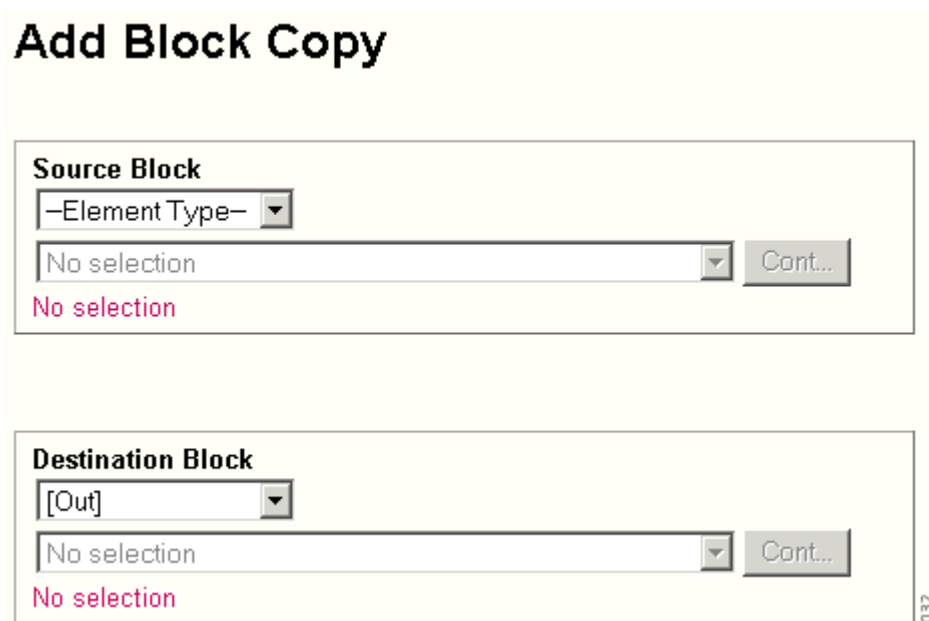 Add Block Copy
Source Block
–Element Type–
No selection
Cont...
No selection
Destination Block
[Out]
No selection
Cont...
No selection